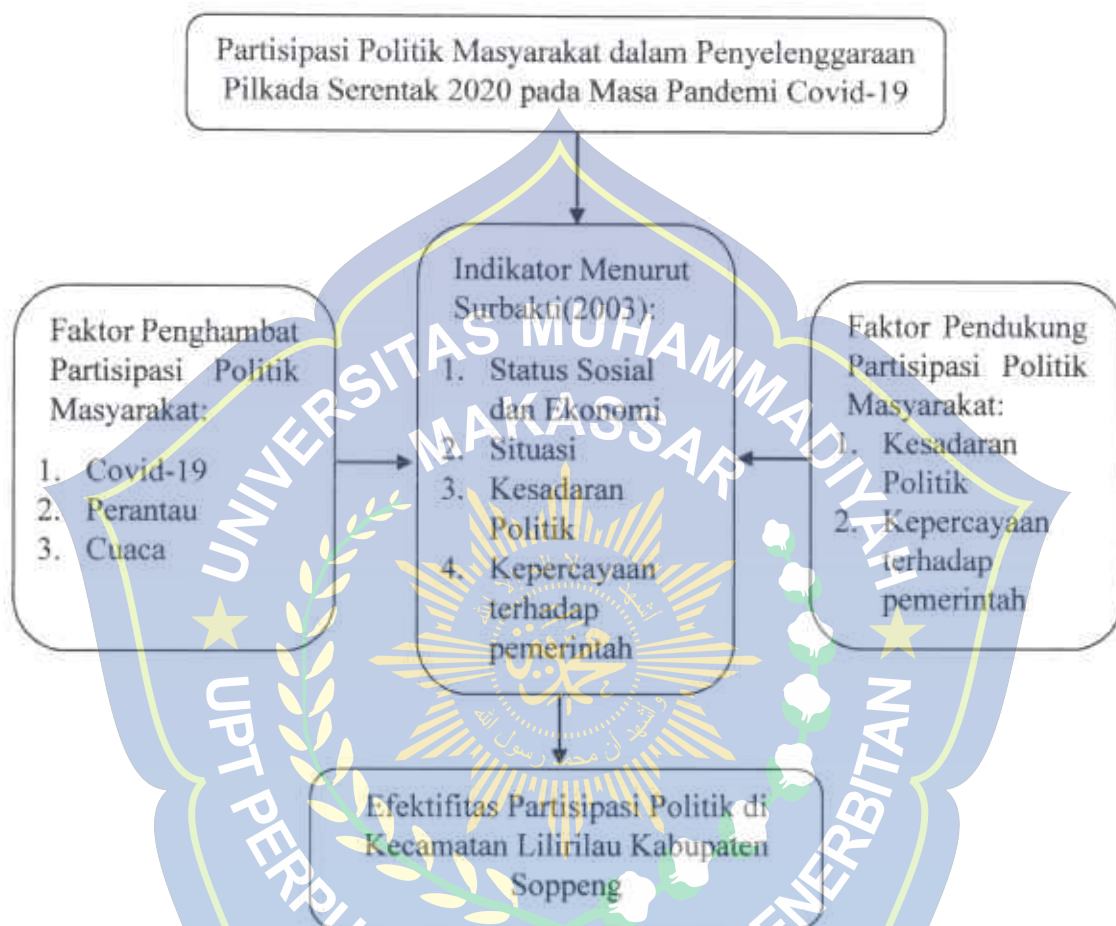 Partisipasi Politik Masyarakat dalam Penyelenggaraan
Pilkada Serentak 2020 pada Masa Pandemi Covid-19
Faktor Penghambat
Partisipasi Politik
Masyarakat:
1. Covid-19
2. Perantau
3. Cuaca
Indikator Menurut
Surbakti(2003):
1. Status Sosial
dan Ekonomi
2. Situasi
3. Kesadaran
Politik
4. Kepercayaan
terhadap
pemerintah
Faktor Pendukung
Partisipasi Politik
Masyarakat:
1. Kesadaran
Politik
2. Kepercayaan
terhadap
pemerintah
Efektifitas Partisipasi Politik di
Kecamatan Lilirilau Kabupaten
Soppeng
UNIVERSITAS MUHAMMADIYAH
MAKASSAR
UPT